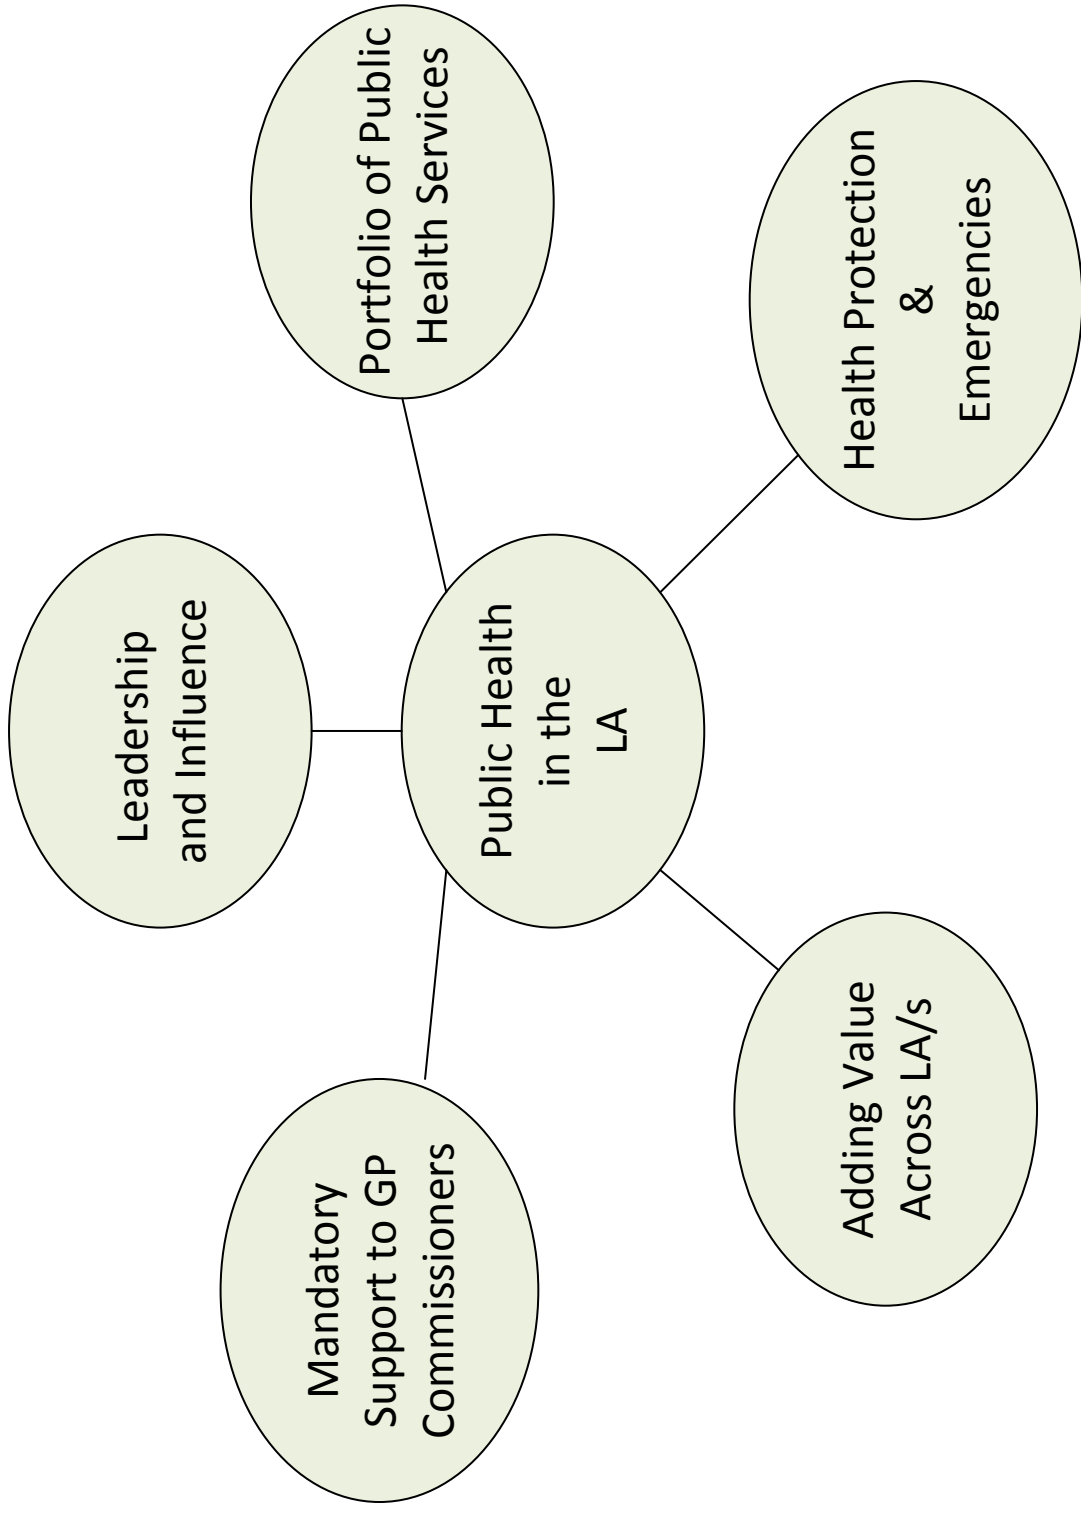 Leadership
and Influence
Portfolio of Public
Health Services
Health Protection
&
Emergencies
Adding Value
Across LA/s
Mandatory
Support to GP
Commissioners
Public Health
in the
LA